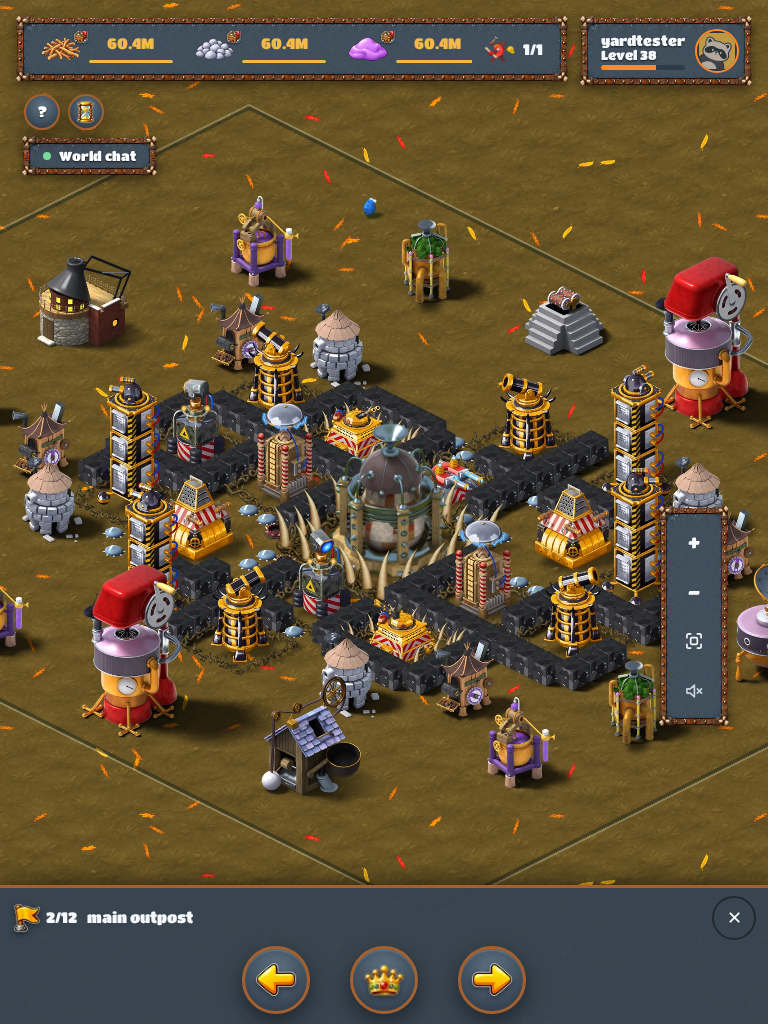 60.4M 60.4M 60.4M 1/1
yardtester
Level 38
?
World chat
2/12 main outpost